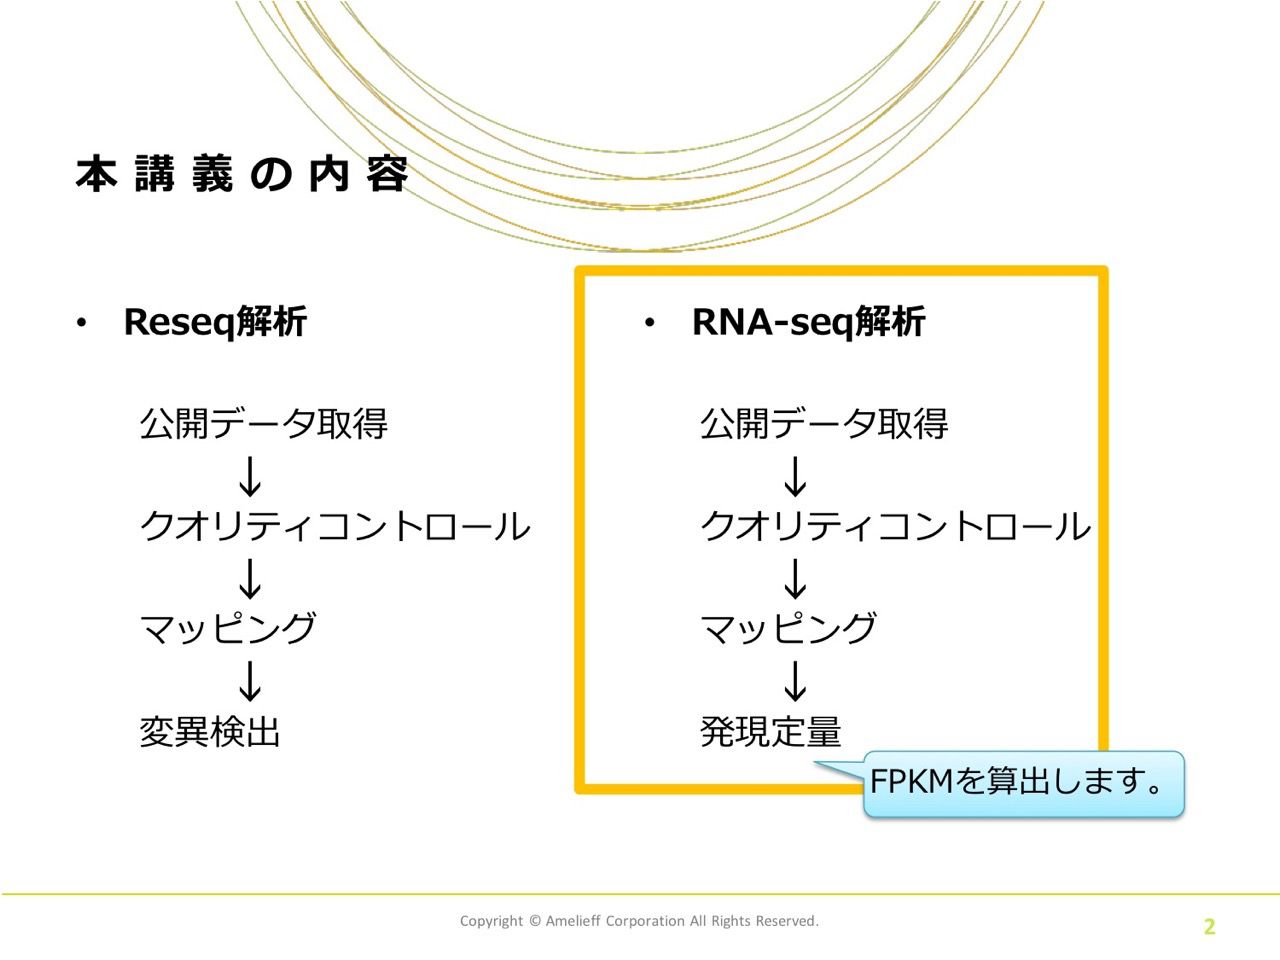 本講義の内容
• Reseq解析
公開データ取得
↓
クオリティコントロール
↓
マッピング
↓
変異検出
• RNA-seq解析
公開データ取得
↓
クオリティコントロール
↓
マッピング
↓
発現定量
FPKMを算出します。
Copyright © Amelieff Corporation All Rights Reserved.
2